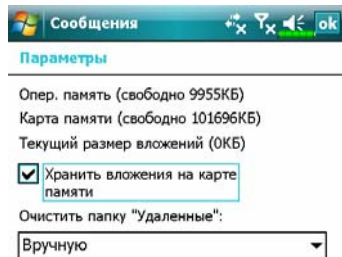 Сообщения
ok
Параметры
Опер. память (свободно 9955КБ)
Карта памяти (свободно 101696КБ)
Текущий размер вложений (0КБ)
Хранить вложения на карте
памяти
Очистить папку "Удаленные":
Вручную